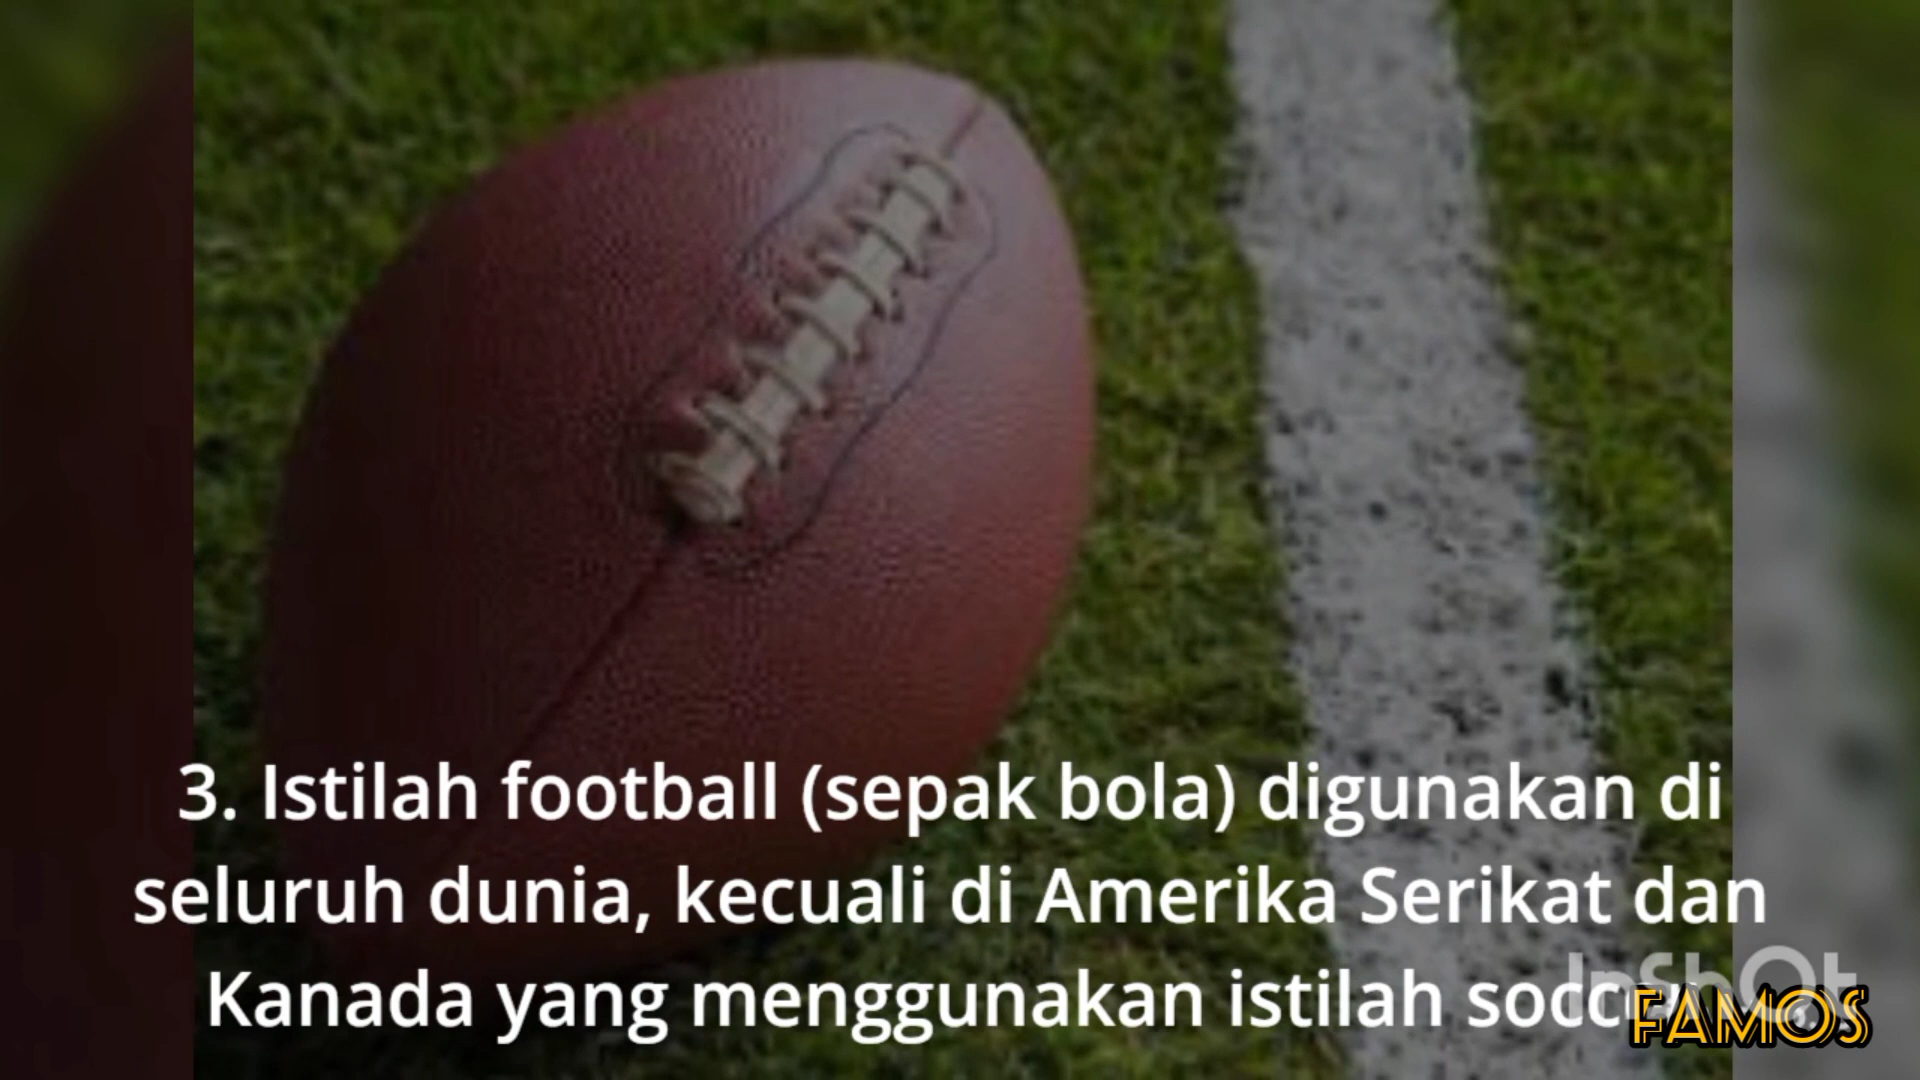 3. Istilah football (sepak bola) digunakan di
seluruh dunia, kecuali di Amerika Serikat dan
Kanada yang menggunakan istilah
InShOt
FAMOS